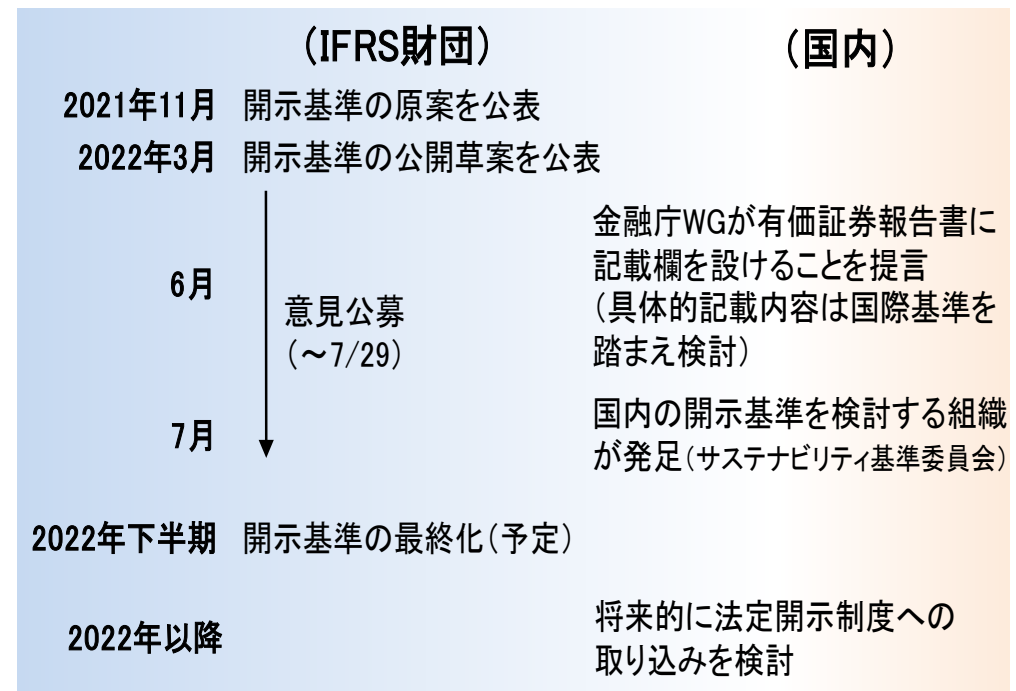 （IFRS財団）
（国内）
2021年11月 開示基準の原案を公表
2022年3月 開示基準の公開草案を公表
6月
意見公募
（～7/29）
金融庁WGが有価証券報告書に
記載欄を設けることを提言
（具体的記載内容は国際基準を
踏まえ検討）
7月
国内の開示基準を検討する組織
が発足（サステナビリティ基準委員会）
2022年下半期 開示基準の最終化（予定）
2022年以降
将来的に法定開示制度への
取り込みを検討